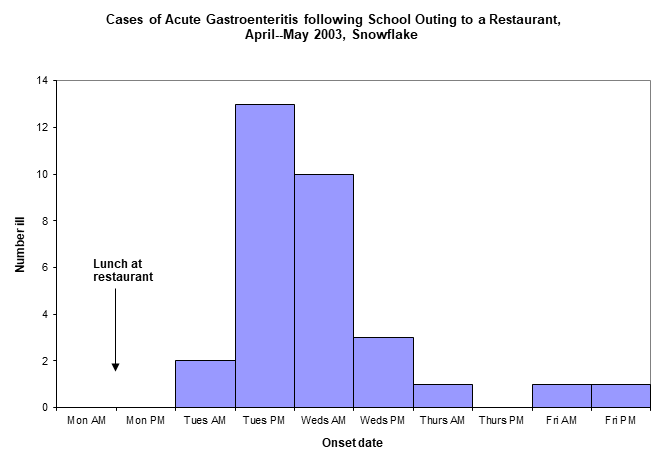 Cases of Acute Gastroenteritis following School Outing to a Restaurant,
April--May 2003, Snowflake
14
12
10
8
6
4
2
0
Number ill
Lunch at
restaurant
Mon AM Mon PM Tues AM Tues PM Weds AM Weds PM Thurs AM Thurs PM Fri AM Fri PM
Onset date